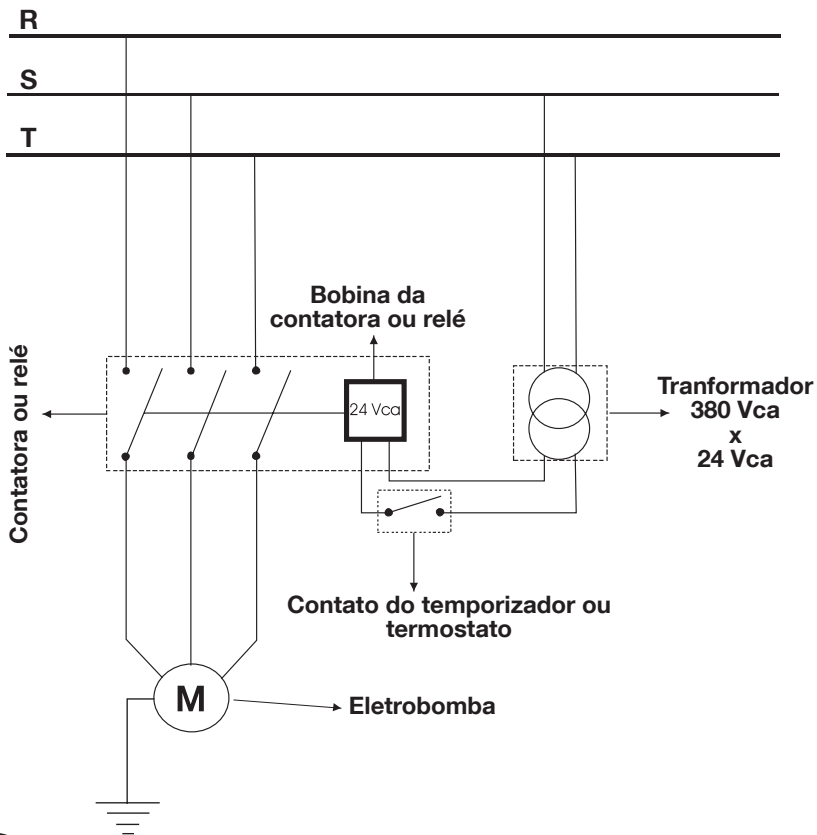 R
S
T
Bobina da
contatora ou relé
Contatora ou relé
24 Vca
Tranformador
380 Vca
x
24 Vca
Contato do temporizador ou
termostato
M
Eletrobomba